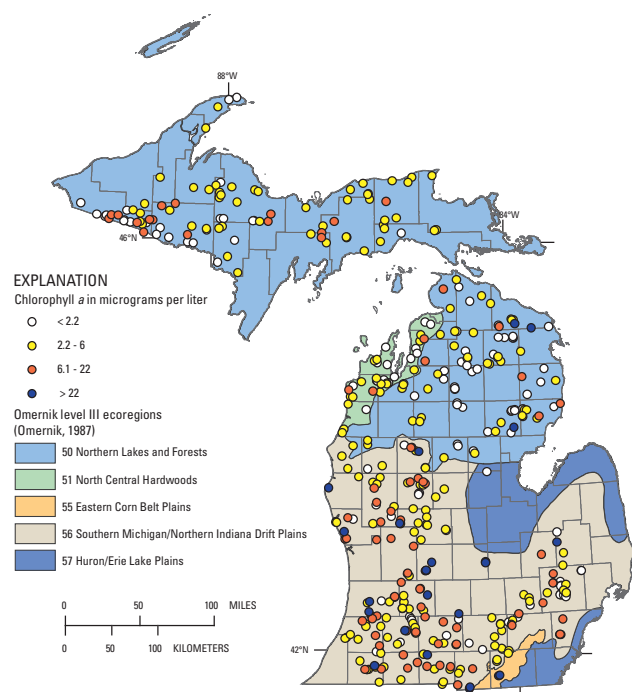 88°W
84°W
46°N
EXPLANATION
Chlorophyll a in micrograms per liter
< 2.2
2.2 - 6
6.1 - 22
> 22
Omernik level III ecoregions
(Omernik, 1987)
50 Northern Lakes and Forests
51 North Central Hardwoods
55 Eastern Corn Belt Plains
56 Southern Michigan/Northern Indiana Drift Plains
57 Huron/Erie Lake Plains
0 50 100 MILES
0 50 100 KILOMETERS
42°N